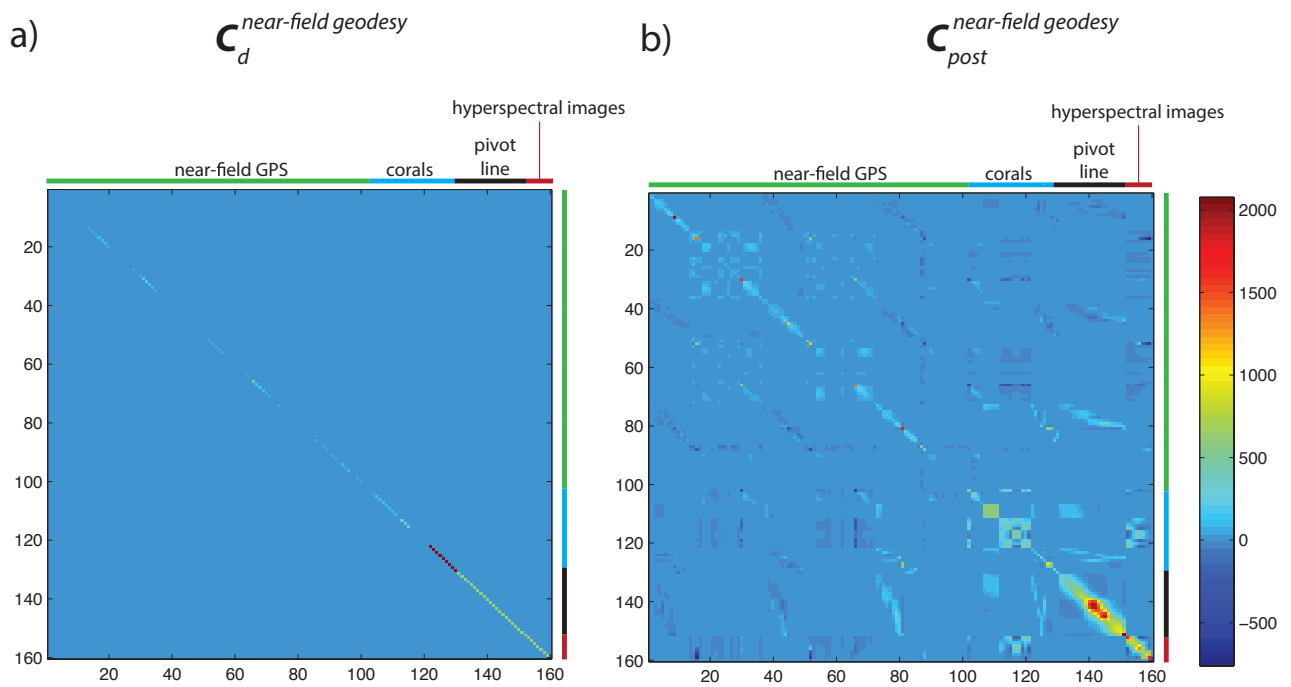 a)
C d near-field geodesy
hyperspectral images
near-field GPS
corals
pivot
line
20
40
60
80
100
120
140
160
20 40 60 80 100 120 140 160
b)
C post near-field geodesy
hyperspectral images
near-field GPS
corals
pivot
line
20
40
60
80
100
120
140
160
20 40 60 80 100 120 140 160
2000
1500
1000
500
0
−500